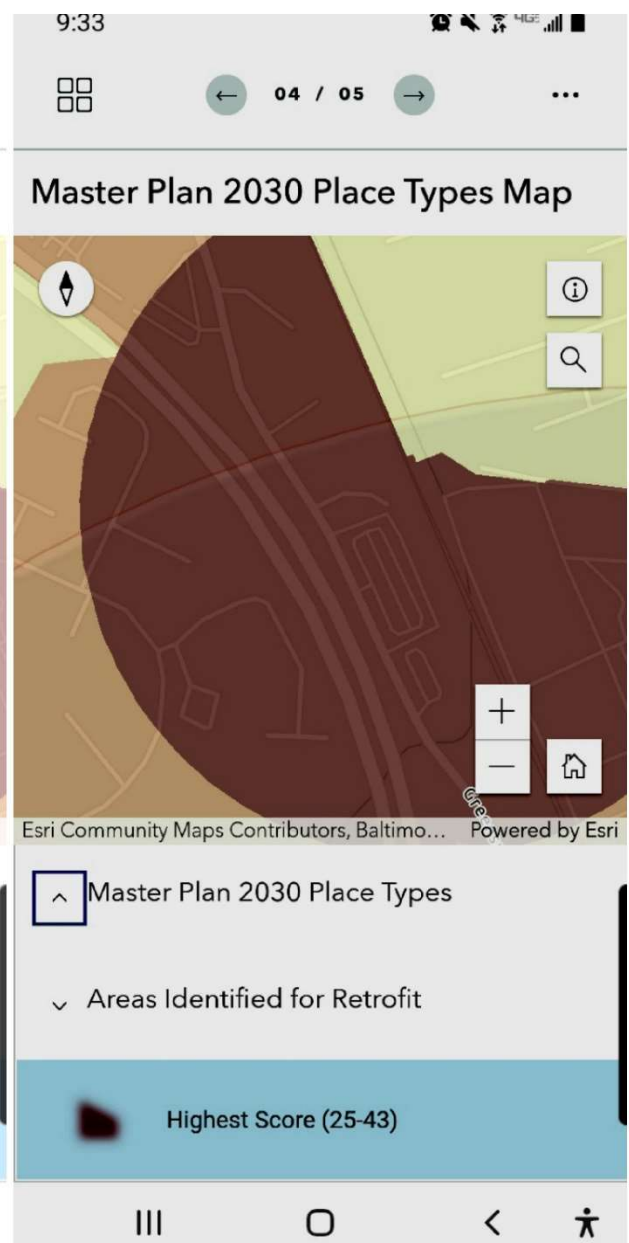 9:33
4G
04 / 05
Master Plan 2030 Place Types Map
Esri Community Maps Contributors, Baltimo... Powered by Esri
Master Plan 2030 Place Types
Areas Identified for Retrofit
Highest Score (25-43)